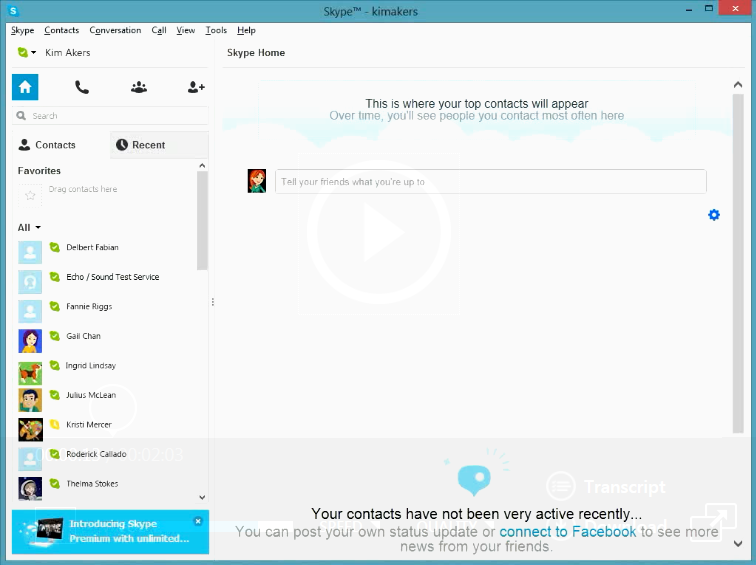 Skype™ - kimakers
Skype Contacts Conversation Call View Tools Help
Kim Akers
Skype Home
This is where your top contacts will appear
Over time, you'll see people you contact most often here
Search
Contacts
Recent
Favorites
Drag contacts here
Tell your friends what you're up to
All
Delbert Fabian
Echo / Sound Test Service
Fannie Riggs
Gail Chan
Ingrid Lindsay
Julius McLean
Kristi Mercer
Roderick Callado
:02:03
Thelma Stokes
Transcript
Introducing Skype
Premium with unlimited...
Your contacts have not been very active recently...
You can post your own status update or connect to Facebook to see more
news from your friends.